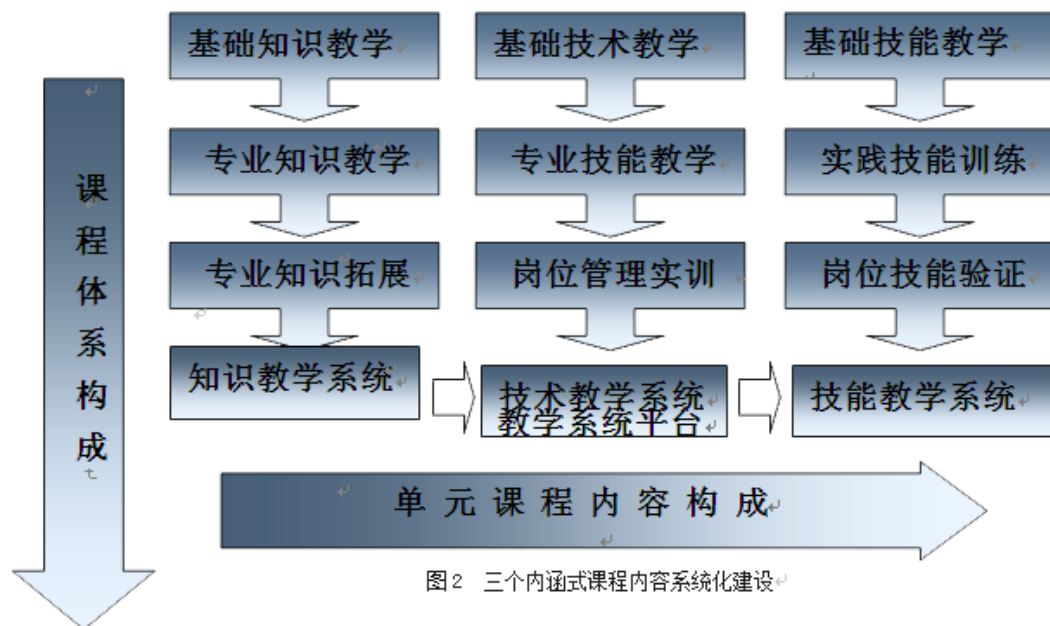 基础知识教学
基础技术教学
基础技能教学
专业知识教学
专业技能教学
实践技能训练
专业知识拓展
岗位管理实训
岗位技能验证
知识教学系统
技术教学系统
教学系统平台
技能教学系统
课程体系构成
单元课程内容构成
图2 三个内涵式课程内容系统化建设